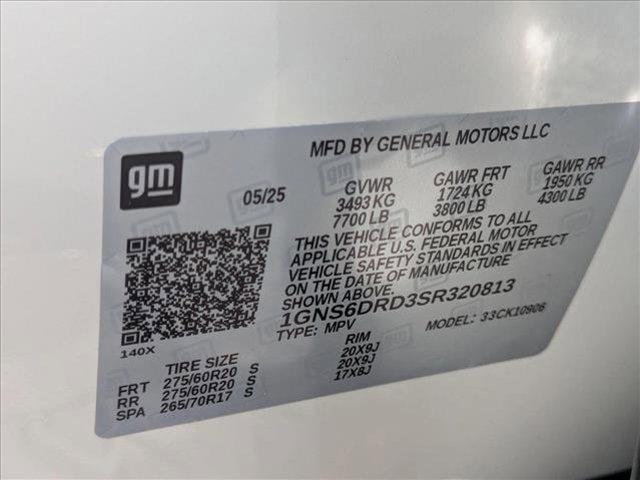 MFD BY GENERAL MOTORS LLC
gm
05/25
GVWR GAWR FRT GAWR RR
3493 KG 1724 KG 1950 KG
7700 LB 3800 LB 4300 LB
THIS VEHICLE CONFORMS TO ALL
APPLICABLE U.S. FEDERAL MOTOR
VEHICLE SAFETY STANDARDS IN EFFECT
ON THE DATE OF MANUFACTURE
SHOWN ABOVE.
1GNS6DRD3SR320813
TYPE: MPV MODEL: 33CK10906
140X
TIRE SIZE RIM
FRT 275/60R20 S 20X9J
RR 275/60R20 S 20X9J
SPA 265/70R17 S 17X8J